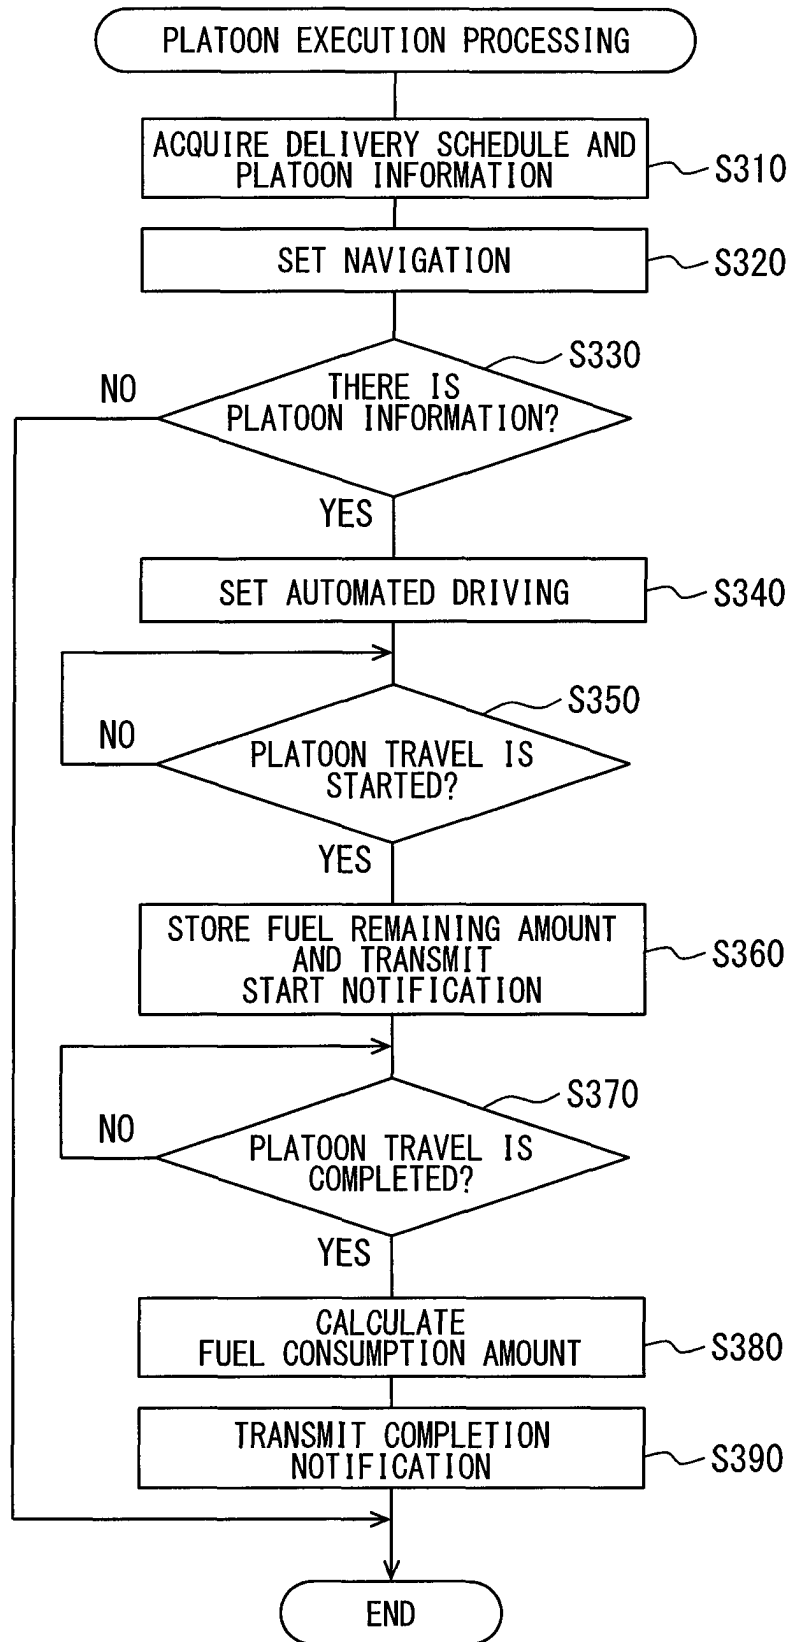 PLATOON EXECUTION PROCESSING
ACQUIRE DELIVERY SCHEDULE AND
PLATOON INFORMATION
S310
SET NAVIGATION
S320
S330
NO
THERE IS
PLATOON INFORMATION?
YES
SET AUTOMATED DRIVING
S340
S350
NO
PLATOON TRAVEL IS
STARTED?
YES
STORE FUEL REMAINING AMOUNT
AND TRANSMIT
START NOTIFICATION
S360
S370
NO
PLATOON TRAVEL IS
COMPLETED?
YES
CALCULATE
FUEL CONSUMPTION AMOUNT
S380
TRANSMIT COMPLETION
NOTIFICATION
S390
END